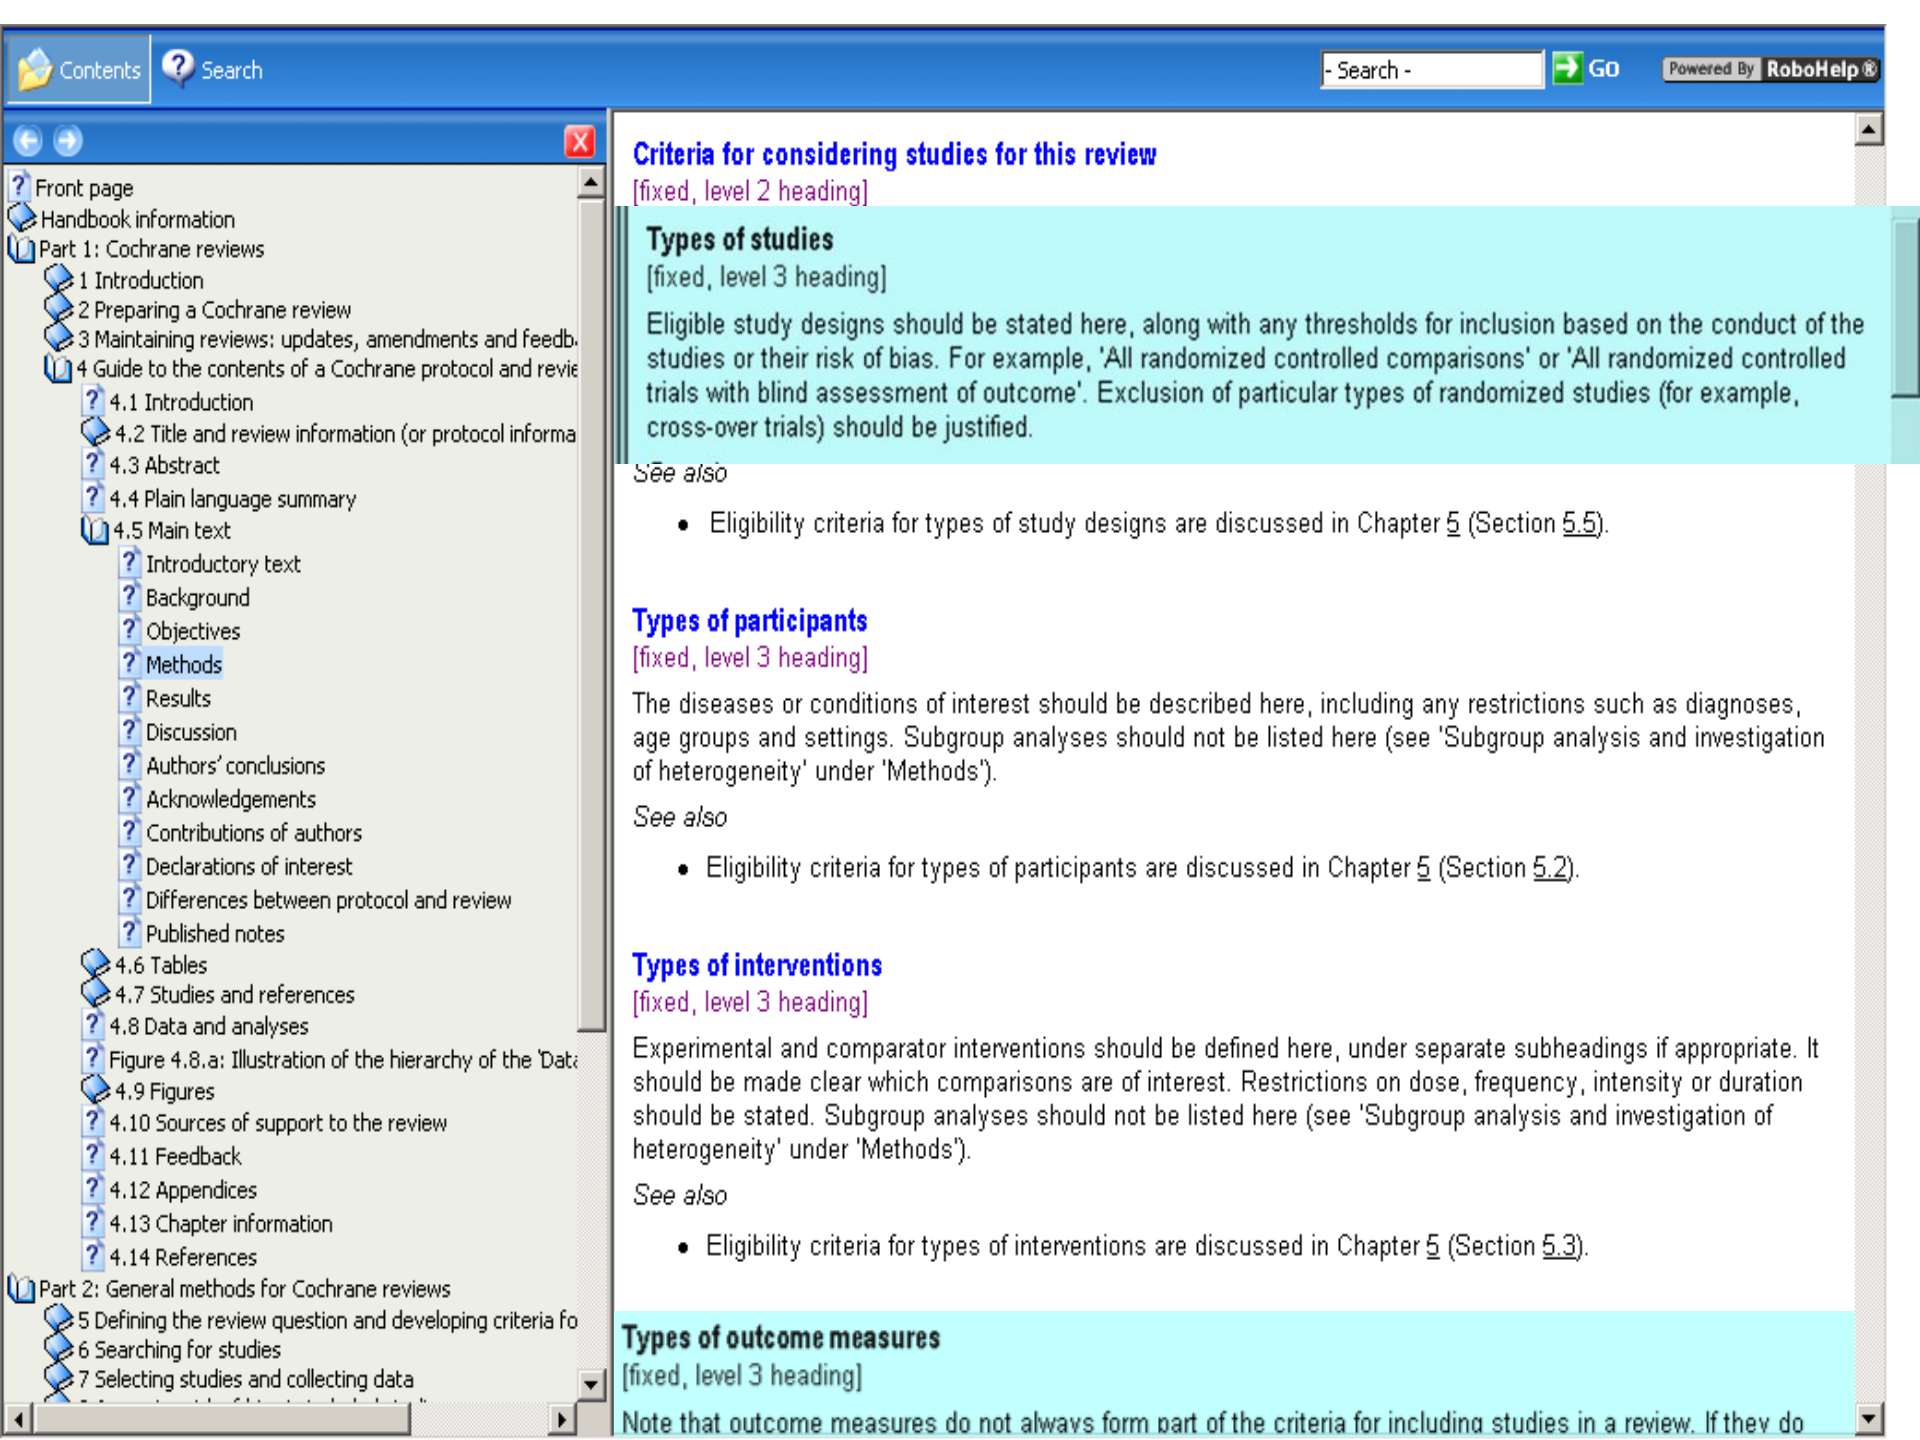 Contents
Search
- Search -
GO
Powered By RoboHelp ®
Front page
Handbook information
Part 1: Cochrane reviews
1 Introduction
2 Preparing a Cochrane review
3 Maintaining reviews: updates, amendments and feedb
4 Guide to the contents of a Cochrane protocol and revie
4.1 Introduction
4.2 Title and review information (or protocol informa
4.3 Abstract
4.4 Plain language summary
4.5 Main text
Introductory text
Background
Objectives
Methods
Results
Discussion
Authors' conclusions
Acknowledgements
Contributions of authors
Declarations of interest
Differences between protocol and review
Published notes
4.6 Tables
4.7 Studies and references
4.8 Data and analyses
Figure 4.8.a: Illustration of the hierarchy of the 'Data
4.9 Figures
4.10 Sources of support to the review
4.11 Feedback
4.12 Appendices
4.13 Chapter information
4.14 References
Part 2: General methods for Cochrane reviews
5 Defining the review question and developing criteria fo
6 Searching for studies
7 Selecting studies and collecting data
Criteria for considering studies for this review
[fixed, level 2 heading]
Types of studies
[fixed, level 3 heading]
Eligible study designs should be stated here, along with any thresholds for inclusion based on the conduct of the
studies or their risk of bias. For example, 'All randomized controlled comparisons' or 'All randomized controlled
trials with blind assessment of outcome'. Exclusion of particular types of randomized studies (for example,
cross-over trials) should be justified.
See also
• Eligibility criteria for types of study designs are discussed in Chapter 5 (Section 5.5).
Types of participants
[fixed, level 3 heading]
The diseases or conditions of interest should be described here, including any restrictions such as diagnoses,
age groups and settings. Subgroup analyses should not be listed here (see 'Subgroup analysis and investigation
of heterogeneity' under 'Methods').
See also
• Eligibility criteria for types of participants are discussed in Chapter 5 (Section 5.2).
Types of interventions
[fixed, level 3 heading]
Experimental and comparator interventions should be defined here, under separate subheadings if appropriate. It
should be made clear which comparisons are of interest. Restrictions on dose, frequency, intensity or duration
should be stated. Subgroup analyses should not be listed here (see 'Subgroup analysis and investigation of
heterogeneity' under 'Methods').
See also
• Eligibility criteria for types of interventions are discussed in Chapter 5 (Section 5.3).
Types of outcome measures
[fixed, level 3 heading]
Note that outcome measures do not always form part of the criteria for including studies in a review. If they do